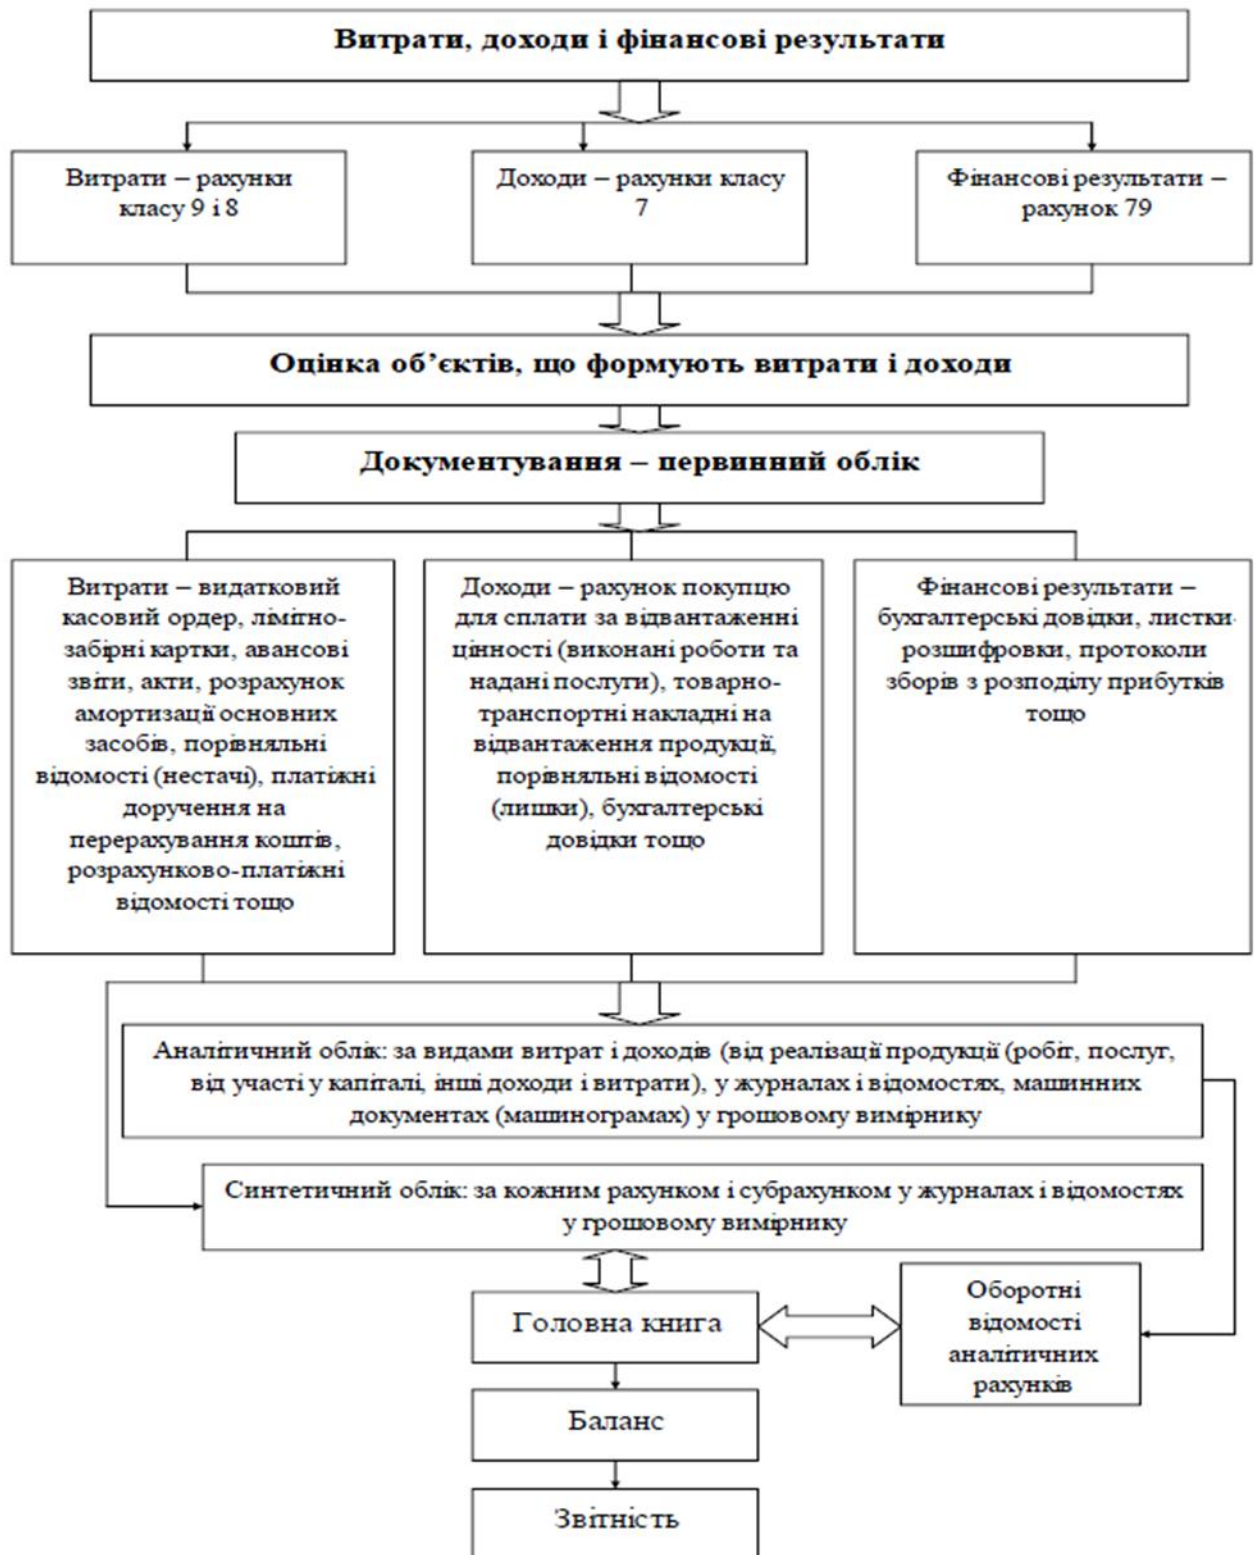 Витрати, доходи і фінансові результати
Витрати – рахунки
класу 9 і 8
Доходи – рахунки класу
7
Фінансові результати –
рахунок 79
Оцінка об’єктів, що формують витрати і доходи
Документування – первинний облік
Витрати – видатковий
касовий ордер, лімітно-
забірні картки, авансові
звіти, акти, розрахунок
амортизації основних
засобів, порівняльні
відомості (нестачі), платіжні
доручення на
перерахування коштів,
розрахунково-платіжні
відомості тощо
Доходи – рахунок покупцю
для сплати за відвантаженні
цінності (виконані роботи та
надані послуги), товарно-
транспортні накладні на
відвантаження продукції,
порівняльні відомості
(лишки), бухгалтерські
довідки тощо
Фінансові результати –
бухгалтерські довідки, листки-
розшифровки, протоколи
зборів з розподілу прибутків
тощо
Аналітичний облік: за видами витрат і доходів (від реалізації продукції (робіт, послуг,
від участі у капіталі, інші доходи і витрати), у журналах і відомостях, машинних
документах (машинограмах) у грошовому вимірнику
Синтетичний облік: за кожним рахунком і субрахунком у журналах і відомостях
у грошовому вимірнику
Головна книга
Оборотні
відомості
аналітичних
рахунків
Баланс
Звітність